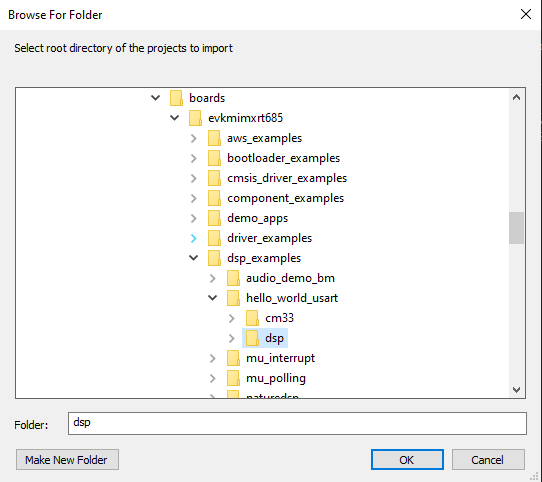 Browse For Folder
Select root directory of the projects to import
boards
evkmimxrt685
aws_examples
bootloader_examples
cmsis_driver_examples
component_examples
demo_apps
driver_examples
dsp_examples
audio_demo_bm
hello_world_usart
cm33
dsp
mu_interrupt
mu_polling
Folder: dsp
Make New Folder OK Cancel